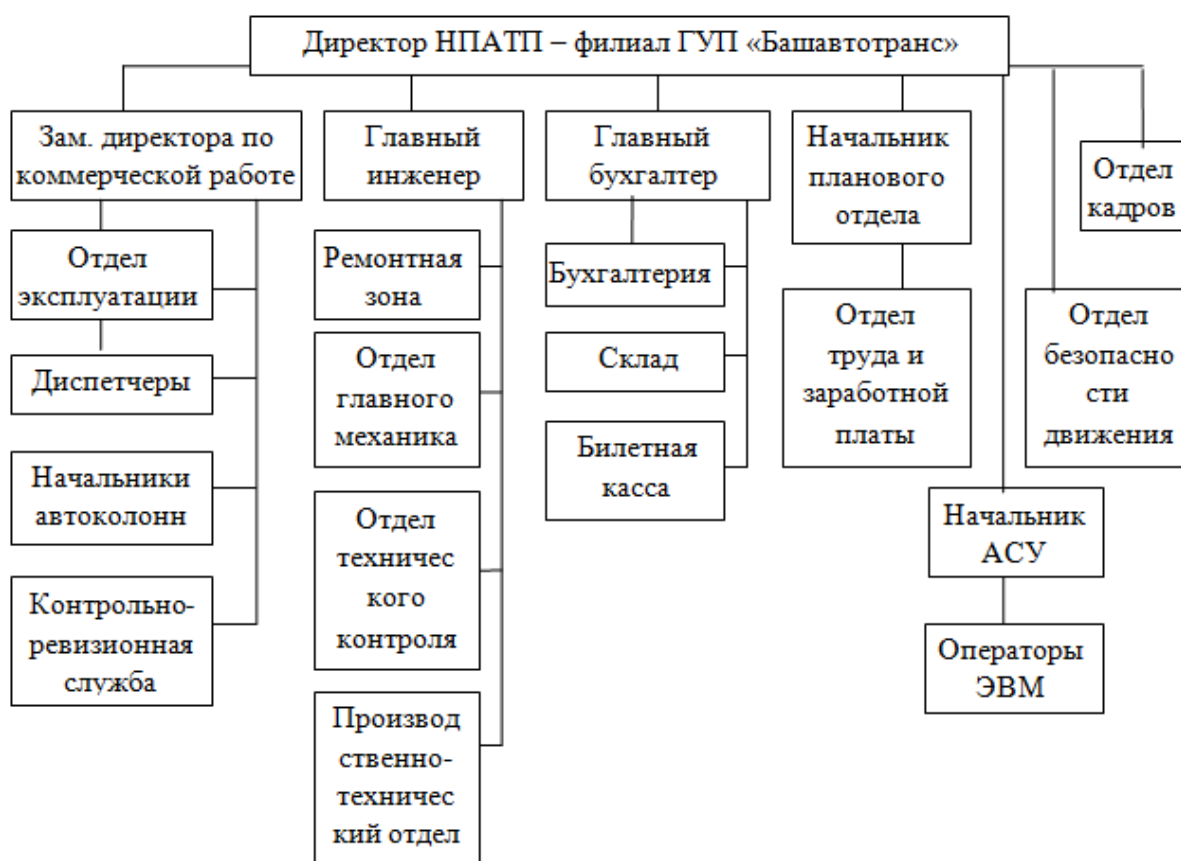 Директор НПАТП – филиал ГУП «Башавтотранс»
Зам. директора по
коммерческой работе
Главный
инженер
Главный
бухгалтер
Начальник
планового
отдела
Отдел
кадров
Отдел
эксплуатации
Ремонтная
зона
Бухгалтерия
Отдел
труда и
заработной
платы
Отдел
безопасно
сти
движения
Диспетчеры
Отдел
главного
механика
Склад
Начальники
автоколонн
Билетная
касса
Отдел
техничес
кого
контроля
Начальник
АСУ
Контрольно-
ревизионная
служба
Операторы
ЭВМ
Производ
ственно-
техничес
кий отдел